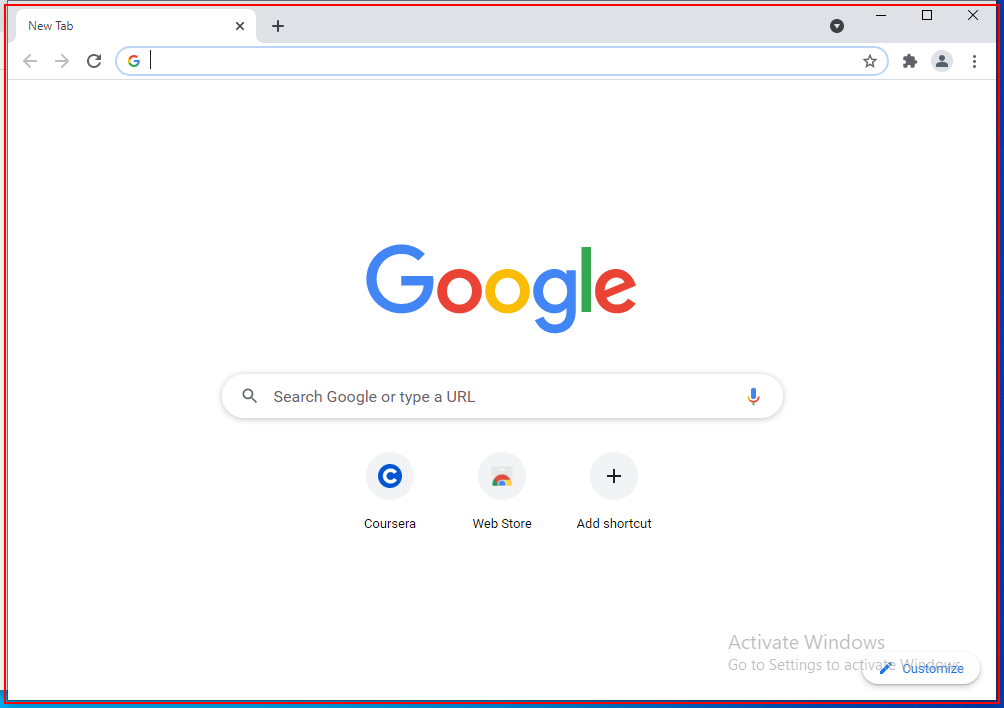 New Tab
Google
Search Google or type a URL
Coursera
Web Store
Add shortcut
Activate Windows
Go to Settings to activate Windows.
Customize